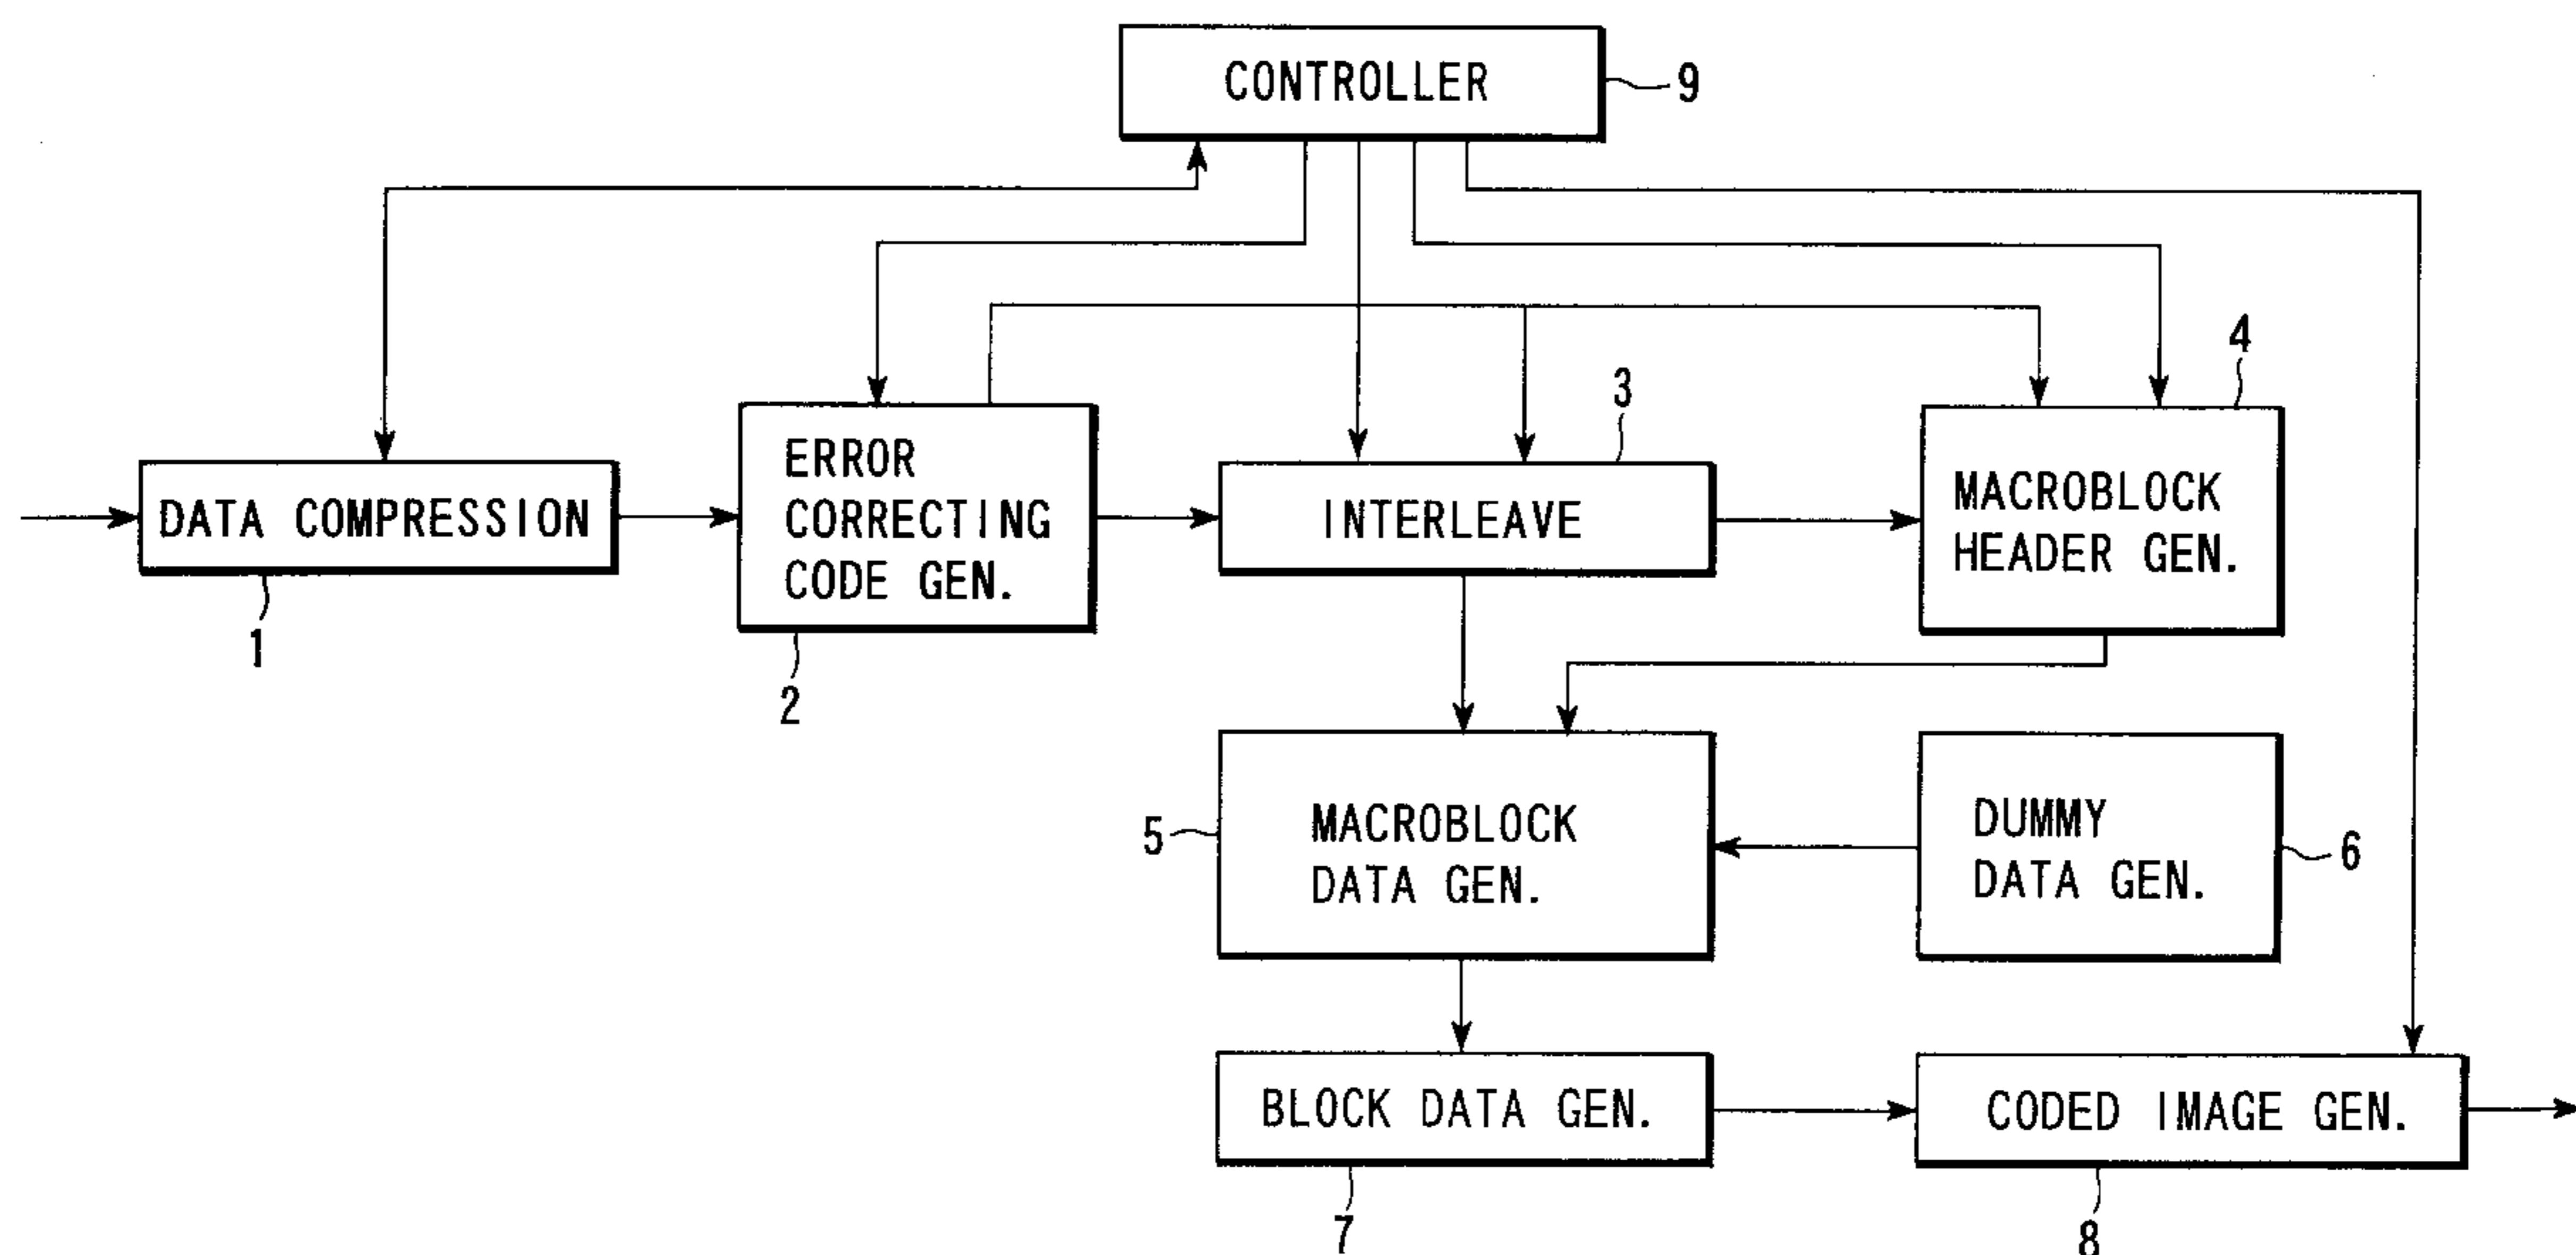 CONTROLLER
9
4
3
ERROR
CORRECTING
CODE GEN.
DATA COMPRESSION
INTERLEAVE
MACROBLOCK
HEADER GEN.
1
2
5
MACROBLOCK
DATA GEN.
DUMMY
DATA GEN.
6
BLOCK DATA GEN.
CODED IMAGE GEN.
7
8